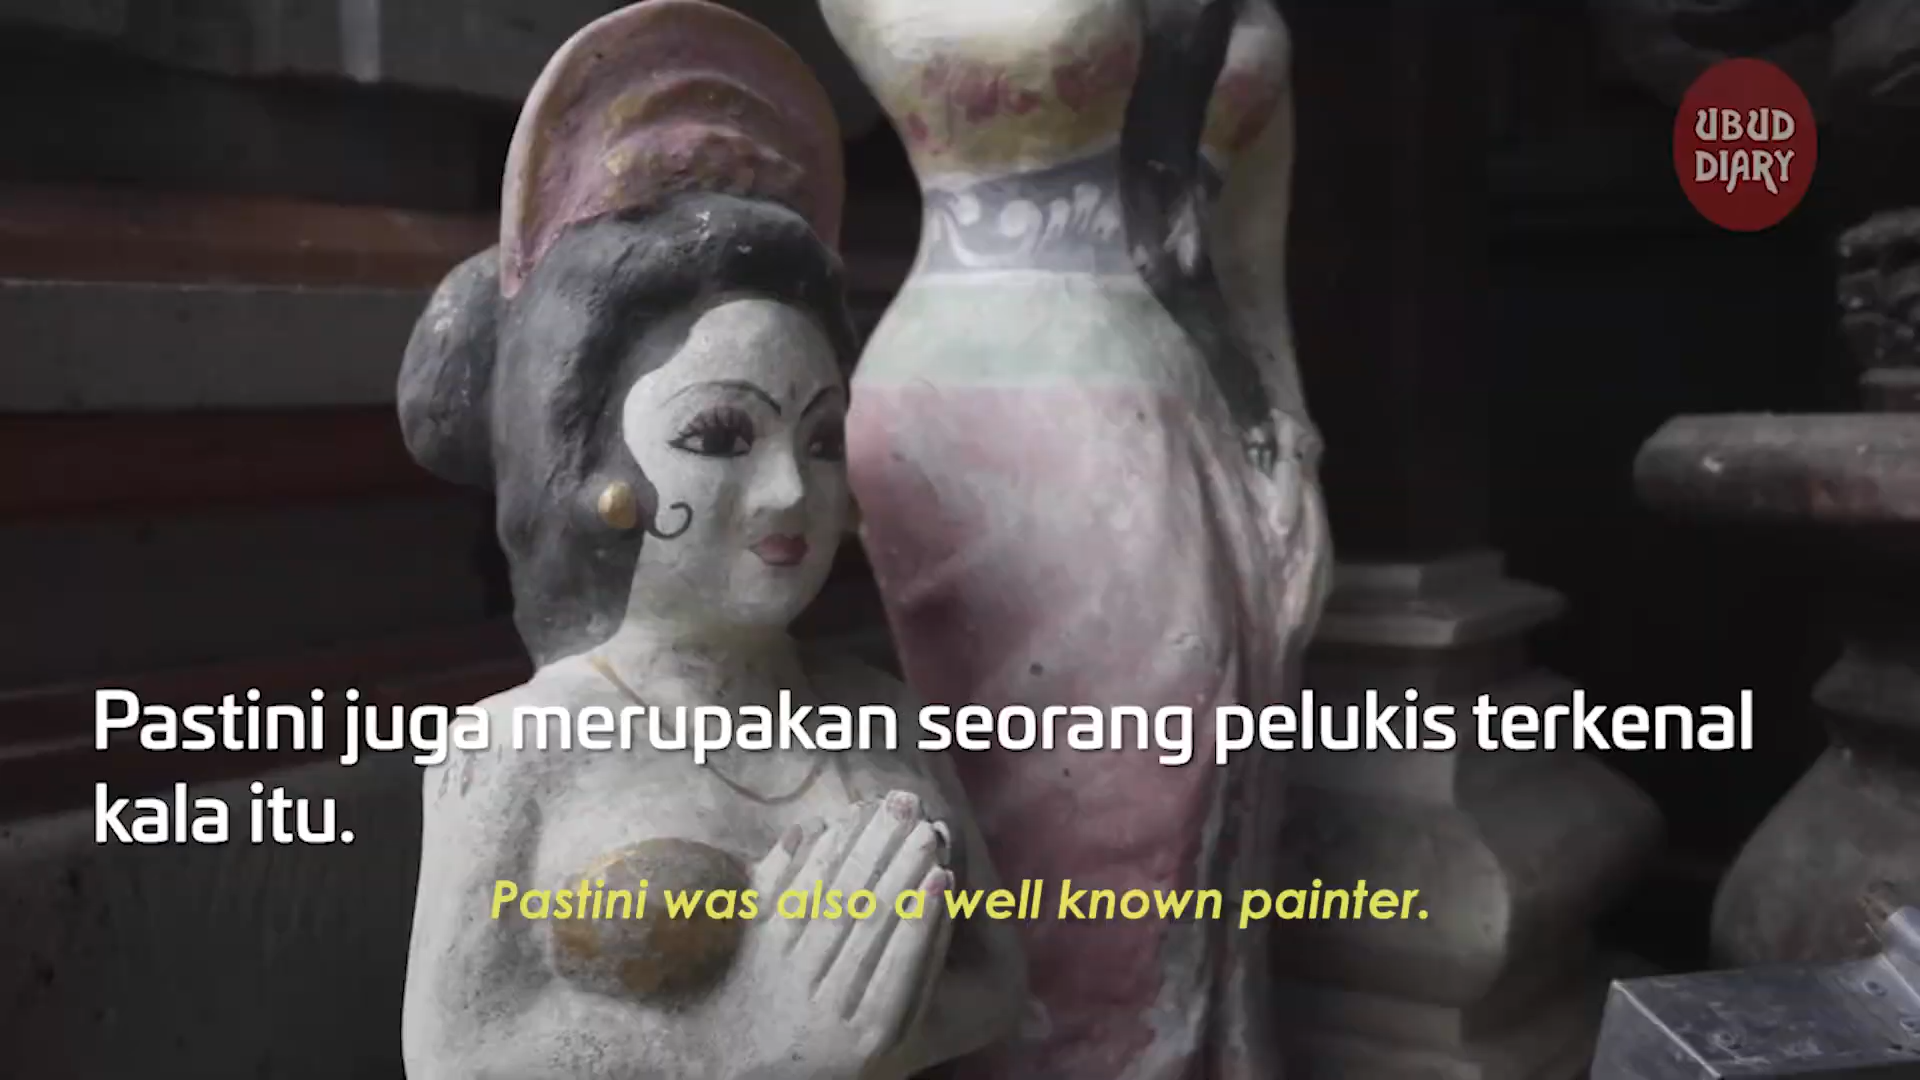 UBUD
DIARY
Pastini juga merupakan seorang pelukis terkenal
kala itu.
Pastini was also a well known painter.